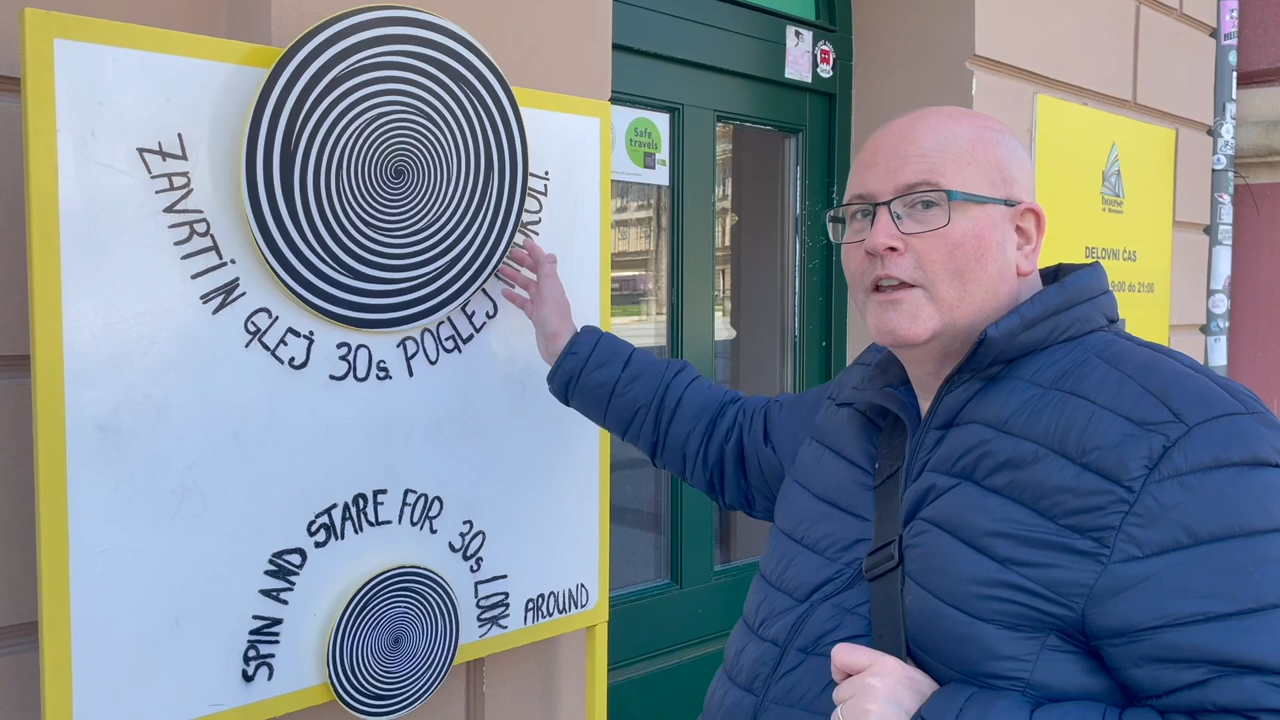 ZAVRTI IN GLEJ 30s. POGLEJ
SPIN AND STARE FOR 30s LOOK AROUND
Safe
travels
house
DELOVNI ČAS
9:00 do 21:00